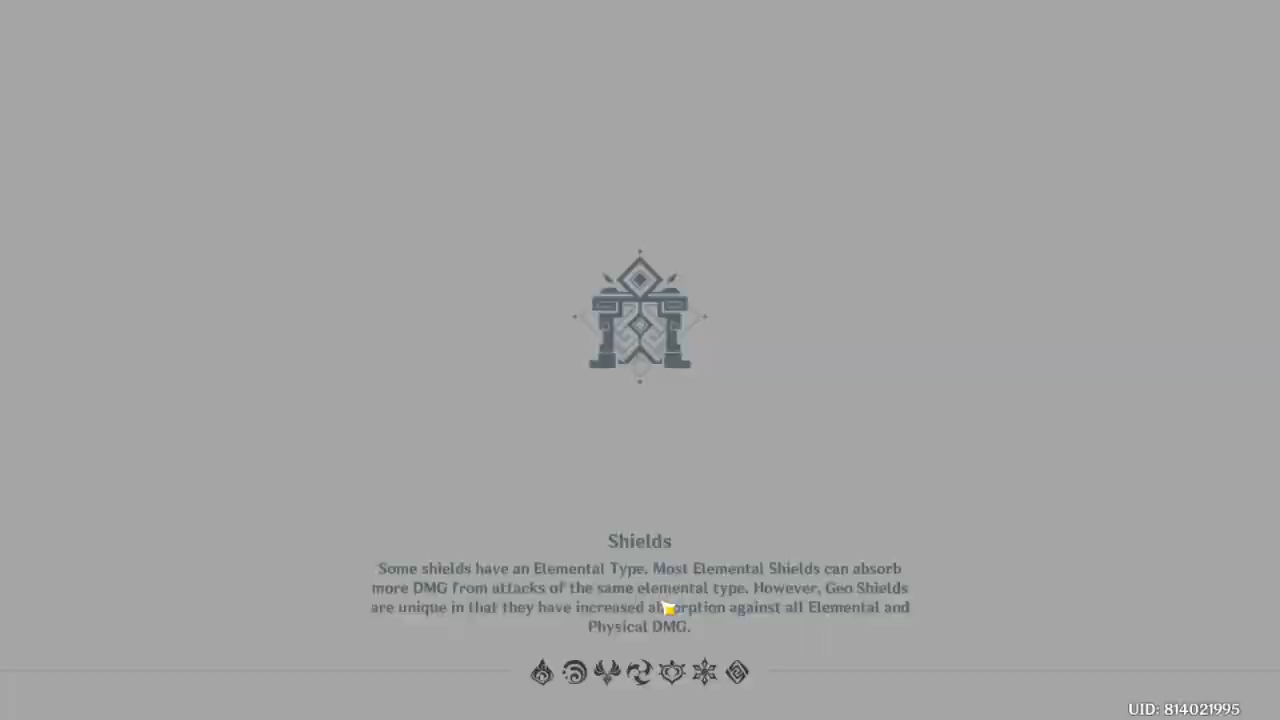 Shields
Some shields have an Elemental Type. Most Elemental Shields can absorb
more DMG from attacks of the same elemental type. However, Geo Shields
are unique in that they have increased absorption against all Elemental and
Physical DMG.
UID: 814021995